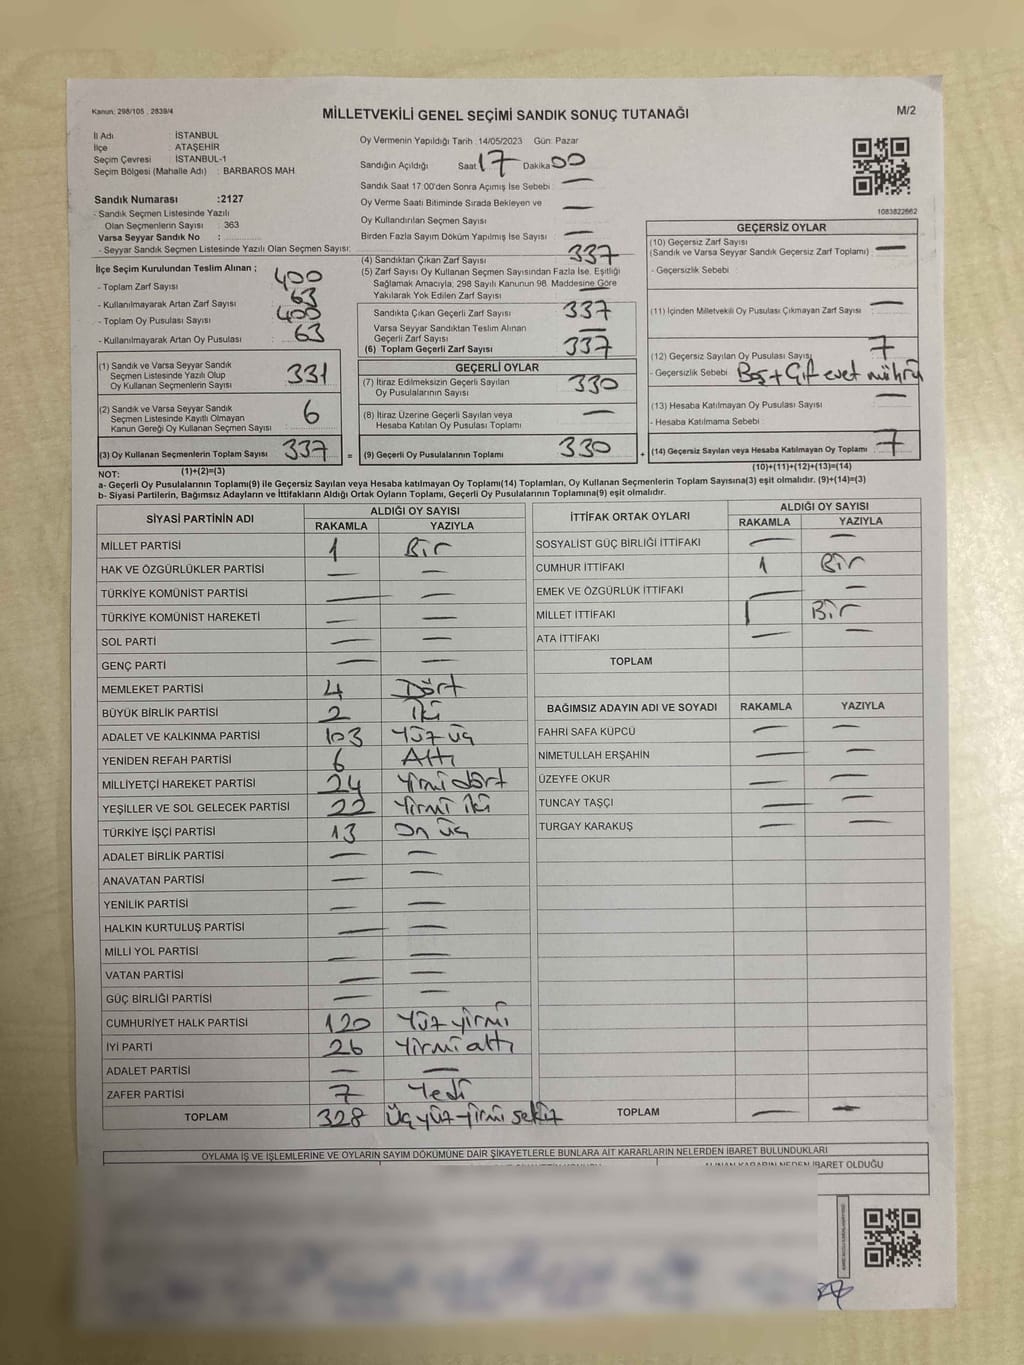 Kanun: 298/105 . 2839/4
MİLLETVEKİLİ GENEL SEÇİMİ SANDIK SONUÇ TUTANAĞI
M/2
İl Adı : İSTANBUL
İlçe : ATAŞEHİR
Seçim Çevresi : İSTANBUL-1
Seçim Bölgesi (Mahalle Adı) : BARBAROS MAH
Sandık Numarası :2127
- Sandık Seçmen Listesinde Yazılı
Olan Seçmenlerin Sayısı : 363
Varsa Seyyar Sandık No :
- Seyyar Sandık Seçmen Listesinde Yazılı Olan Seçmen Sayısı:
Oy Vermenin Yapıldığı Tarih : 14/05/2023 Gün: Pazar
Sandığın Açıldığı Saat 17 Dakika 00
Sandık Saat 17:00'den Sonra Açımış İse Sebebi : —
Oy Verme Saati Bitiminde Sırada Bekleyen ve
Oy Kullandırılan Seçmen Sayısı —
Birden Fazla Sayım Döküm Yapılmış İse Sayısı —
1083822662
İlçe Seçim Kurulundan Teslim Alınan ;
- Toplam Zarf Sayısı : 400
- Kullanılmayarak Artan Zarf Sayısı : 63
- Toplam Oy Pusulası Sayısı : 400
- Kullanılmayarak Artan Oy Pusulası : 63
(1) Sandık ve Varsa Seyyar Sandık
Seçmen Listesinde Yazılı Olup
Oy Kullanan Seçmenlerin Sayısı 331
(2) Sandık ve Varsa Seyyar Sandık
Seçmen Listesinde Kayıtlı Olmayan
Kanun Gereği Oy Kullanan Seçmen Sayısı : 6
(3) Oy Kullanan Seçmenlerin Toplam Sayısı 337
(1)+(2)=(3)
(4) Sandıktan Çıkan Zarf Sayısı : 337
(5) Zarf Sayısı Oy Kullanan Seçmen Sayısından Fazla İse, Eşitliği
Sağlamak Amacıyla, 298 Sayılı Kanunun 98. Maddesine Göre
Yakılarak Yok Edilen Zarf Sayısı —
Sandıkta Çıkan Geçerli Zarf Sayısı : 337
Varsa Seyyar Sandıktan Teslim Alınan
Geçerli Zarf Sayısı —
(6) Toplam Geçerli Zarf Sayısı : 337
GEÇERLİ OYLAR
(7) İtiraz Edilmeksizin Geçerli Sayılan
Oy Pusulalarının Sayısı : 330
(8) İtiraz Üzerine Geçerli Sayılan veya
Hesaba Katılan Oy Pusulası Toplamı —
= (9) Geçerli Oy Pusulalarının Toplamı : 330
GEÇERSİZ OYLAR
(10) Geçersiz Zarf Sayısı
(Sandık ve Varsa Seyyar Sandık Geçersiz Zarf Toplamı) : —
- Geçersizlik Sebebi
(11) İçinden Milletvekili Oy Pusulası Çıkmayan Zarf Sayısı —
(12) Geçersiz Sayılan Oy Pusulası Sayısı 7
- Geçersizlik Sebebi : Boş + Çift evet mührü
(13) Hesaba Katılmayan Oy Pusulası Sayısı —
- Hesaba Katılmama Sebebi :
+ (14) Geçersiz Sayılan veya Hesaba Katılmayan Oy Toplamı 7
(10)+(11)+(12)+(13)=(14)
NOT:
a- Geçerli Oy Pusulalarının Toplamı(9) ile Geçersiz Sayılan veya Hesaba katılmayan Oy Toplamı(14) Toplamları, Oy Kullanan Seçmenlerin Toplam Sayısına(3) eşit olmalıdır. (9)+(14)=(3)
b- Siyasi Partilerin, Bağımsız Adayların ve İttifakların Aldığı Ortak Oyların Toplamı, Geçerli Oy Pusulalarının Toplamına(9) eşit olmalıdır.
SİYASİ PARTİNİN ADI
ALDIĞI OY SAYISI
RAKAMLA YAZIYLA
MİLLET PARTİSİ 1 Bir
HAK VE ÖZGÜRLÜKLER PARTİSİ — —
TÜRKİYE KOMÜNİST PARTİSİ — —
TÜRKİYE KOMÜNİST HAREKETİ — —
SOL PARTİ — —
GENÇ PARTİ — —
MEMLEKET PARTİSİ 4 Dört
BÜYÜK BİRLİK PARTİSİ 2 İki
ADALET VE KALKINMA PARTİSİ 103 Yüz üç
YENİDEN REFAH PARTİSİ 6 Altı
MİLLİYETÇİ HAREKET PARTİSİ 24 Yirmi dört
YEŞİLLER VE SOL GELECEK PARTİSİ 22 Yirmi iki
TÜRKİYE İŞÇİ PARTİSİ 13 On üç
ADALET BİRLİK PARTİSİ — —
ANAVATAN PARTİSİ — —
YENİLİK PARTİSİ — —
HALKIN KURTULUŞ PARTİSİ — —
MİLLİ YOL PARTİSİ — —
VATAN PARTİSİ — —
GÜÇ BİRLİĞİ PARTİSİ — —
CUMHURİYET HALK PARTİSİ 120 Yüz yirmi
İYİ PARTİ 26 Yirmi altı
ADALET PARTİSİ — —
ZAFER PARTİSİ 7 Yedi
TOPLAM 328 Üç yüz yirmi sekiz
İTTİFAK ORTAK OYLARI
ALDIĞI OY SAYISI
RAKAMLA YAZIYLA
SOSYALİST GÜÇ BİRLİĞİ İTTİFAKI — —
CUMHUR İTTİFAKI 1 Bir
EMEK VE ÖZGÜRLÜK İTTİFAKI — —
MİLLET İTTİFAKI 1 Bir
ATA İTTİFAKI — —
TOPLAM
BAĞIMSIZ ADAYIN ADI VE SOYADI RAKAMLA YAZIYLA
FAHRİ SAFA KÜPCÜ — —
NİMETULLAH ERŞAHİN — —
ÜZEYFE OKUR — —
TUNCAY TAŞÇI — —
TURGAY KARAKUŞ — —
TOPLAM — —
OYLAMA İŞ VE İŞLEMLERİNE VE OYLARIN SAYIM DÖKÜMÜNE DAİR ŞİKAYETLERLE BUNLARA AİT KARARLARIN NELERDEN İBARET BULUNDUKLARI
ALINAN KARARIN NEDEN İBARET OLDUĞU